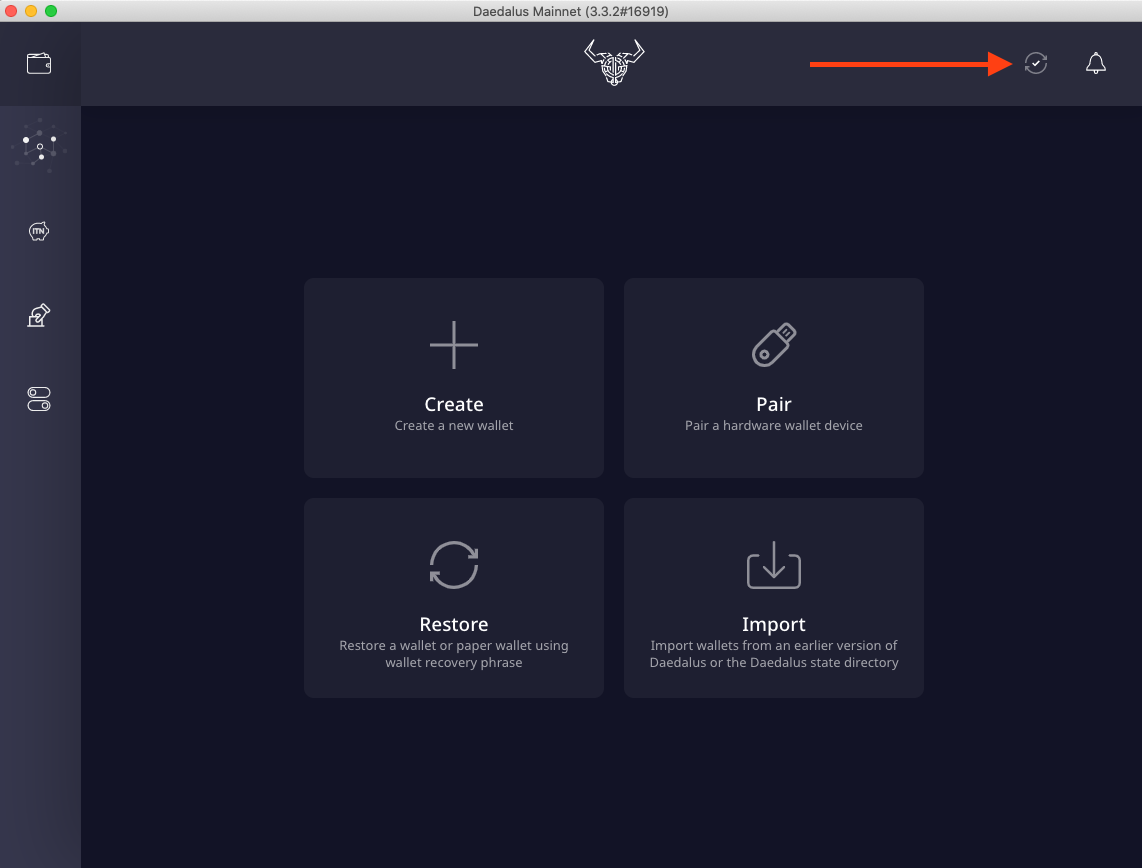 Daedalus Mainnet (3.3.2#16919)
ITN
Create
Create a new wallet
Pair
Pair a hardware wallet device
Restore
Restore a wallet or paper wallet using
wallet recovery phrase
Import
Import wallets from an earlier version of
Daedalus or the Daedalus state directory